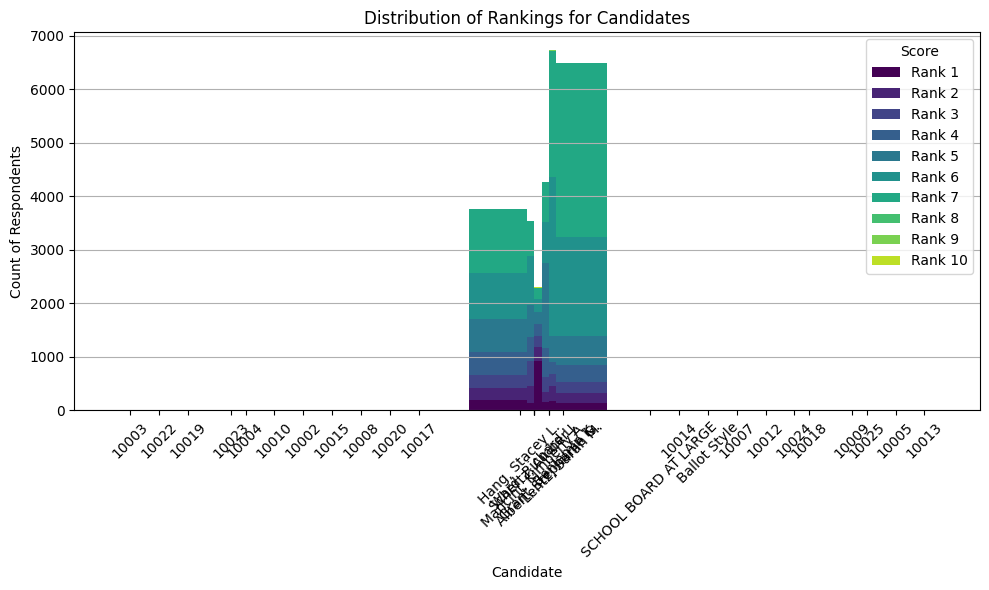 Distribution of Rankings for Candidates
Count of Respondents
7000
6000
5000
4000
3000
2000
1000
0
Score
Rank 1
Rank 2
Rank 3
Rank 4
Rank 5
Rank 6
Rank 7
Rank 8
Rank 9
Rank 10
10003
10022
10019
10023
10004
10010
10002
10015
10008
10020
10017
Hang, Stacey L.
10014
SCHOOL BOARD AT LARGE
Ballot Style
10007
10012
10024
10018
10009
10025
10005
10013
Candidate